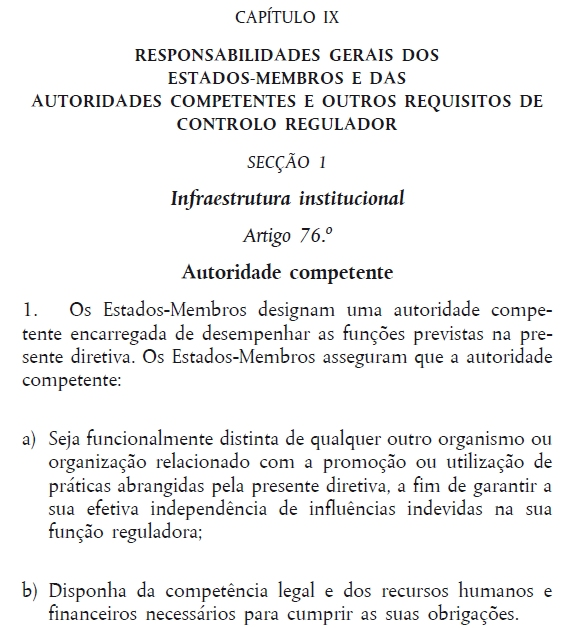 CAPÍTULO IX
RESPONSABILIDADES GERAIS DOS
ESTADOS-MEMBROS E DAS
AUTORIDADES COMPETENTES E OUTROS REQUISITOS DE
CONTROLO REGULADOR
SECÇÃO 1
Infraestrutura institucional
Artigo 76.º
Autoridade competente
1. Os Estados-Membros designam uma autoridade compe-
tente encarregada de desempenhar as funções previstas na pre-
sente diretiva. Os Estados-Membros asseguram que a autoridade
competente:
a) Seja funcionalmente distinta de qualquer outro organismo ou
organização relacionado com a promoção ou utilização de
práticas abrangidas pela presente diretiva, a fim de garantir a
sua efetiva independência de influências indevidas na sua
função reguladora;
b) Disponha da competência legal e dos recursos humanos e
financeiros necessários para cumprir as suas obrigações.